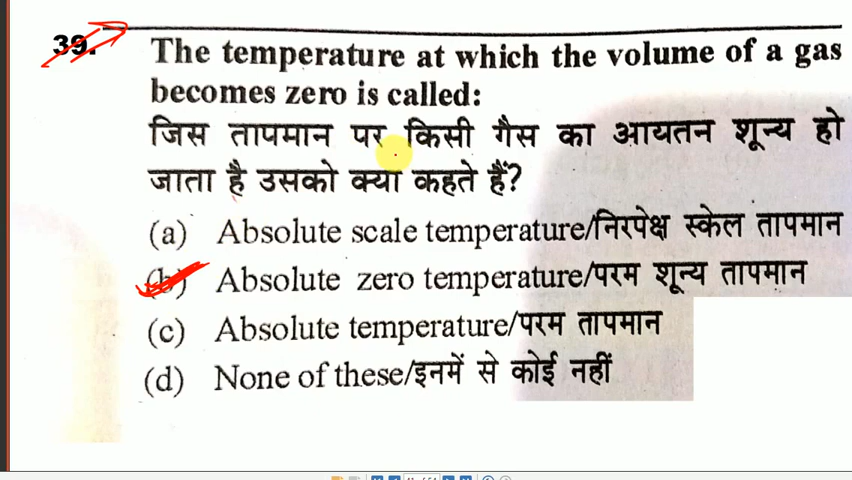 39. The temperature at which the volume of a gas
becomes zero is called:
जिस तापमान पर किसी गैस का आयतन शून्य हो
जाता है उसको क्या कहते हैं?
(a) Absolute scale temperature/निरपेक्ष स्केल तापमान
(b) Absolute zero temperature/परम शून्य तापमान
(c) Absolute temperature/परम तापमान
(d) None of these/इनमें से कोई नहीं